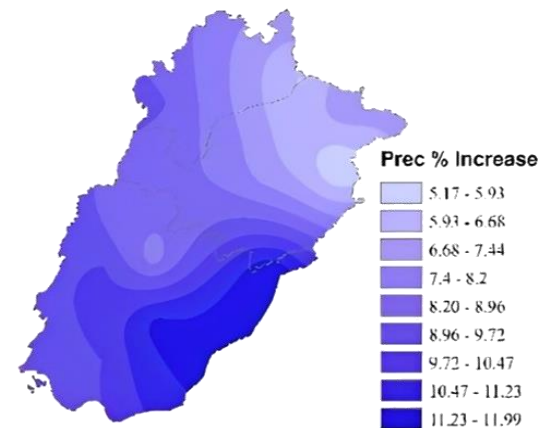 Prec % Increase
5.17 - 5.93
5.93 - 6.68
6.68 - 7.44
7.4 - 8.2
8.20 - 8.96
8.96 - 9.72
9.72 - 10.47
10.47 - 11.23
11.23 - 11.99